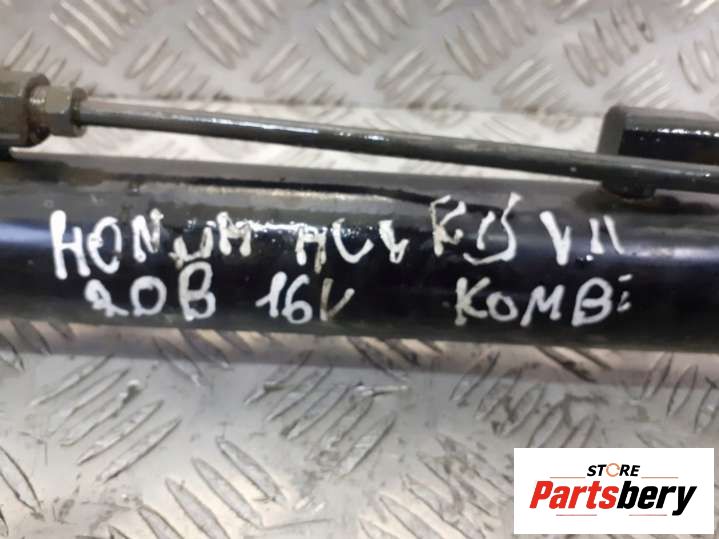 HONDA ACCORD VII
2.0B 16V KOMBI
STORE
Partsbery